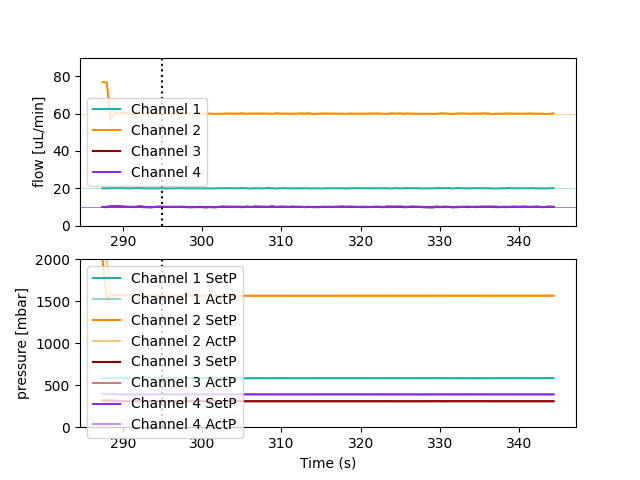 flow [uL/min]
80
60
40
20
0
Channel 1
Channel 2
Channel 3
Channel 4
290 300 310 320 330 340
pressure [mbar]
2000
1500
1000
500
0
Channel 1 SetP
Channel 1 ActP
Channel 2 SetP
Channel 2 ActP
Channel 3 SetP
Channel 3 ActP
Channel 4 SetP
Channel 4 ActP
290 300 310 320 330 340
Time (s)